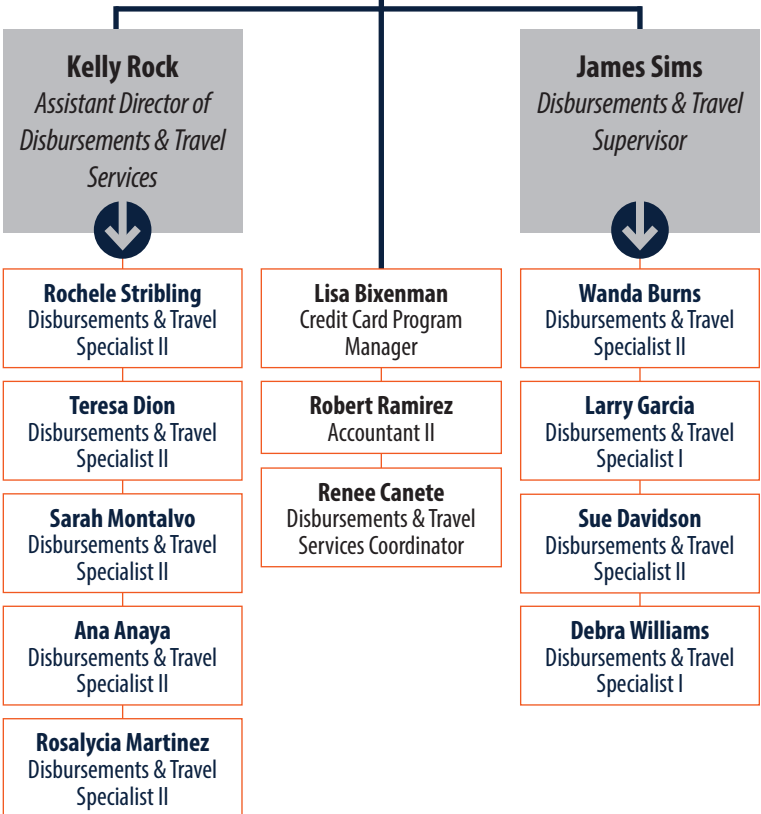 Kelly Rock
Assistant Director of
Disbursements & Travel
Services
Rochele Stribling
Disbursements & Travel
Specialist II
Teresa Dion
Disbursements & Travel
Specialist II
Sarah Montalvo
Disbursements & Travel
Specialist II
Ana Anaya
Disbursements & Travel
Specialist II
Rosalycia Martinez
Disbursements & Travel
Specialist II
Lisa Bixenman
Credit Card Program
Manager
Robert Ramirez
Accountant II
Renee Canete
Disbursements & Travel
Services Coordinator
James Sims
Disbursements & Travel
Supervisor
Wanda Burns
Disbursements & Travel
Specialist II
Larry Garcia
Disbursements & Travel
Specialist I
Sue Davidson
Disbursements & Travel
Specialist II
Debra Williams
Disbursements & Travel
Specialist I